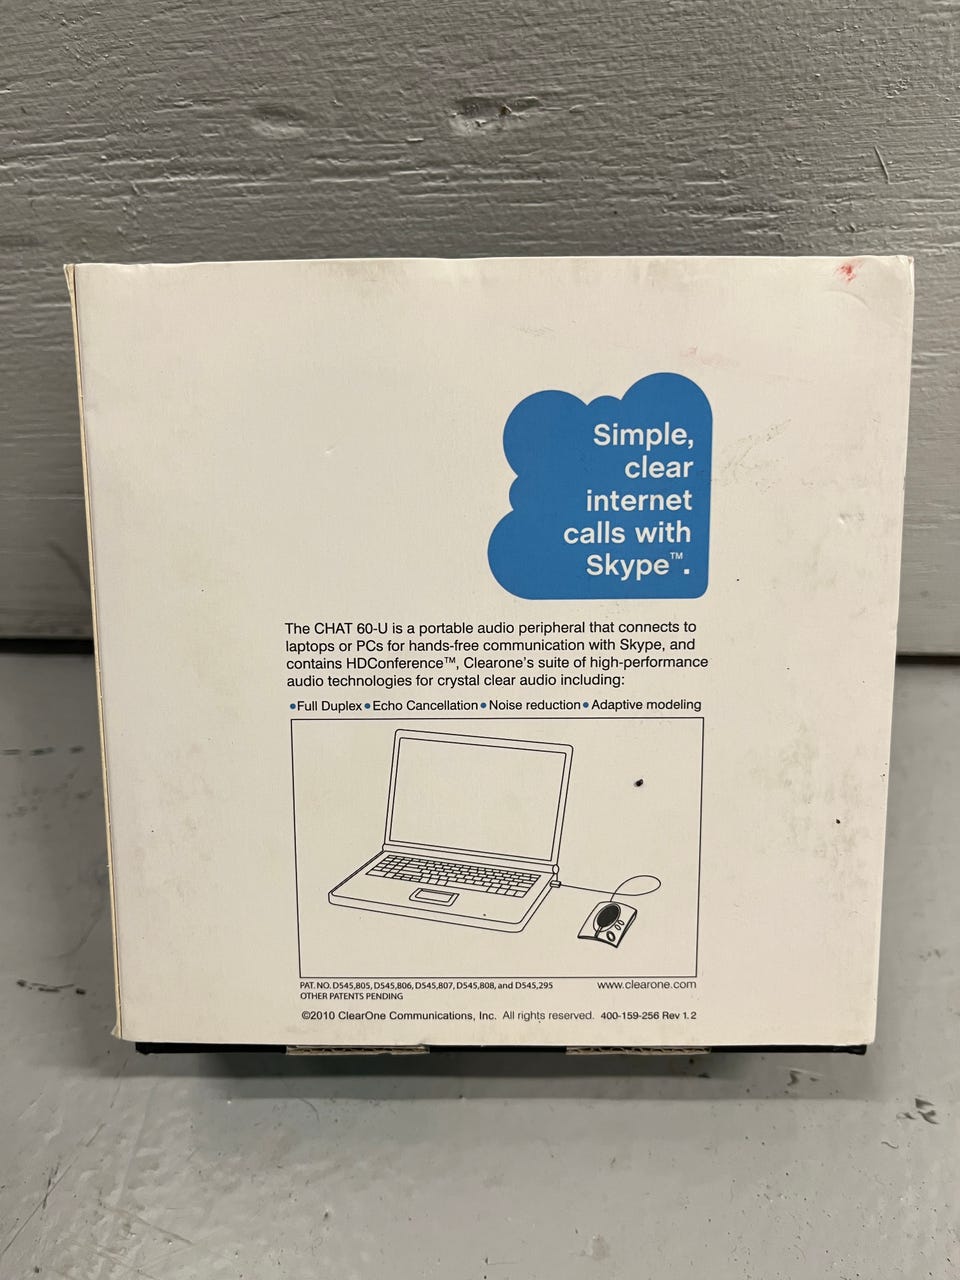 Simple,
clear
internet
calls with
Skype™.
The CHAT 60-U is a portable audio peripheral that connects to
laptops or PCs for hands-free communication with Skype, and
contains HDConference™, Clearone's suite of high-performance
audio technologies for crystal clear audio including:
•Full Duplex •Echo Cancellation •Noise reduction •Adaptive modeling
PAT. NO. D545,805, D545,806, D545,807, D545,808, and D545,295
OTHER PATENTS PENDING
www.clearone.com
©2010 ClearOne Communications, Inc. All rights reserved. 400-159-256 Rev 1.2